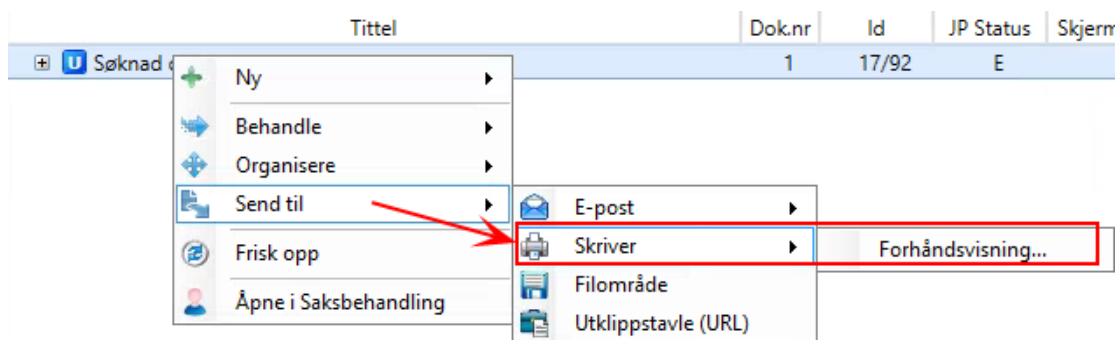 Tittel Dok.nr Id JP Status Skjerm
U Søknad 1 17/92 E
Ny
Behandle
Organisere
Send til
E-post
Skriver
Forhåndsvisning...
Frisk opp
Filområde
Åpne i Saksbehandling
Utklippstavle (URL)